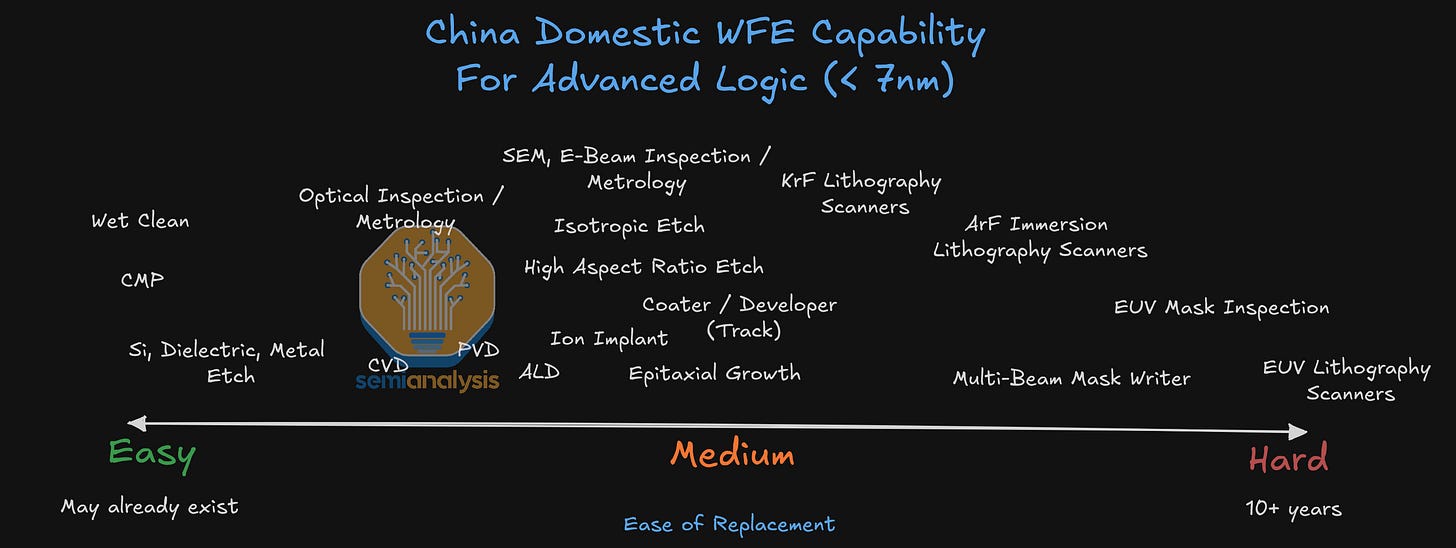 China Domestic WFE Capability
For Advanced Logic (< 7nm)
SEM, E-Beam Inspection /
Metrology
KrF Lithography
Scanners
Optical Inspection /
Metrology
Wet Clean
Isotropic Etch
ArF Immersion
Lithography Scanners
High Aspect Ratio Etch
CMP
Coater / Developer
(Track)
EUV Mask Inspection
Ion Implant
Si, Dielectric, Metal
Etch
CVD
PVD
ALD
Epitaxial Growth
Multi-Beam Mask Writer
EUV Lithography
Scanners
semianalysis
Easy
Medium
Hard
May already exist
10+ years
Ease of Replacement